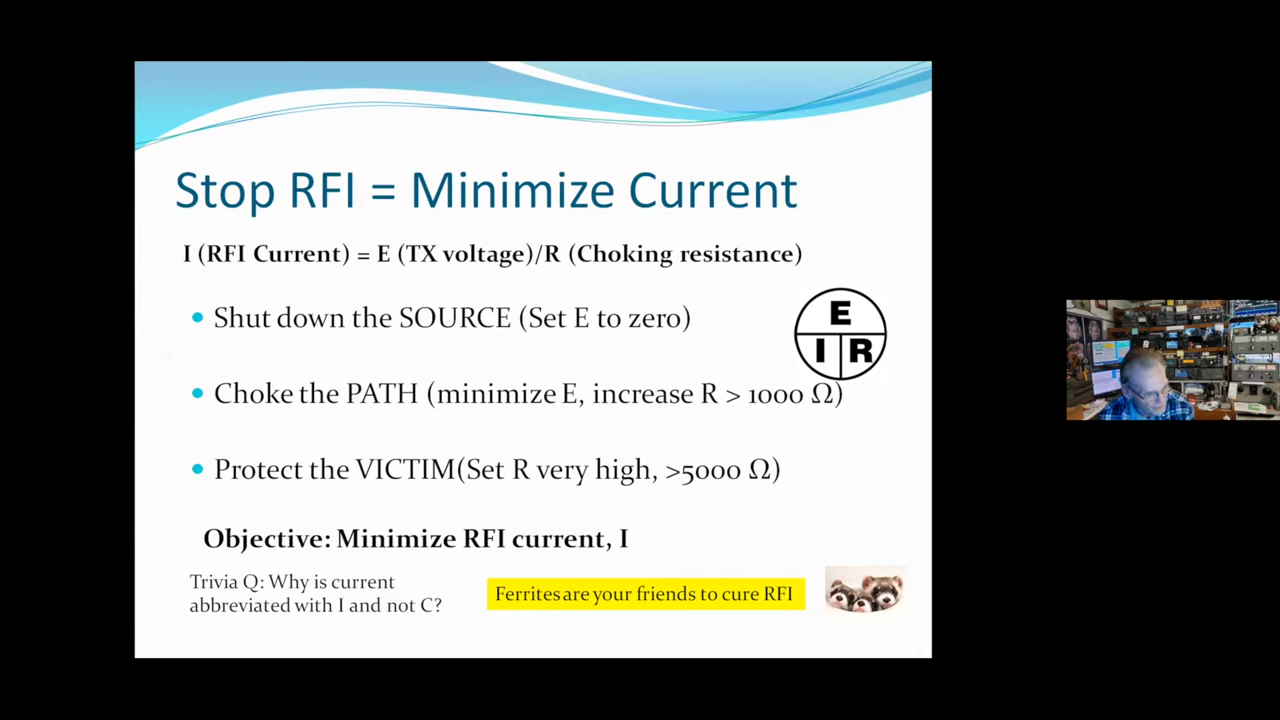 Stop RFI = Minimize Current
I (RFI Current) = E (TX voltage)/R (Choking resistance)
• Shut down the SOURCE (Set E to zero)
E
I R
• Choke the PATH (minimize E, increase R > 1000 Ω)
• Protect the VICTIM(Set R very high, >5000 Ω)
Objective: Minimize RFI current, I
Trivia Q: Why is current
abbreviated with I and not C?
Ferrites are your friends to cure RFI